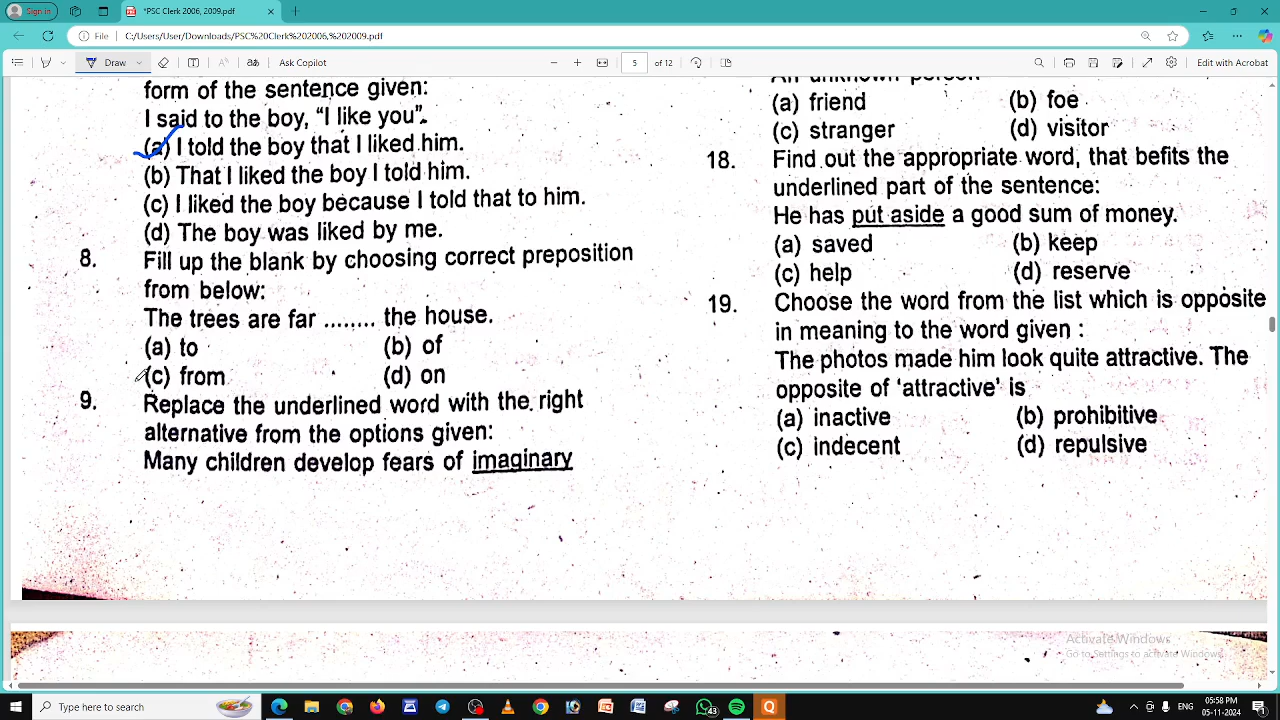 Sign in
*PSC Clerk 2006, 2009.pdf
File
C:/Users/User/Downloads/PSC%20Clerk%202006,%202009.pdf
Draw
Ask Copilot
5 of 12
Edit with Acrobat
form of the sentence given:
I said to the boy, "I like you".
(a) I told the boy that I liked him.
(b) That I liked the boy I told him.
(c) I liked the boy because I told that to him.
(d) The boy was liked by me.
8. Fill up the blank by choosing correct preposition
from below:
The trees are far ........ the house.
(a) to (b) of
(c) from (d) on
9. Replace the underlined word with the right
alternative from the options given:
Many children develop fears of imaginary
An unknown person
(a) friend (b) foe
(c) stranger (d) visitor
18. Find out the appropriate word, that befits the
underlined part of the sentence:
He has put aside a good sum of money.
(a) saved (b) keep
(c) help (d) reserve
19. Choose the word from the list which is opposite
in meaning to the word given :
The photos made him look quite attractive. The
opposite of 'attractive' is
(a) inactive (b) prohibitive
(c) indecent (d) repulsive
Activate Windows
Go to Settings to activate Windows.
Type here to search
43
ENG
05:58 PM
05-11-2024